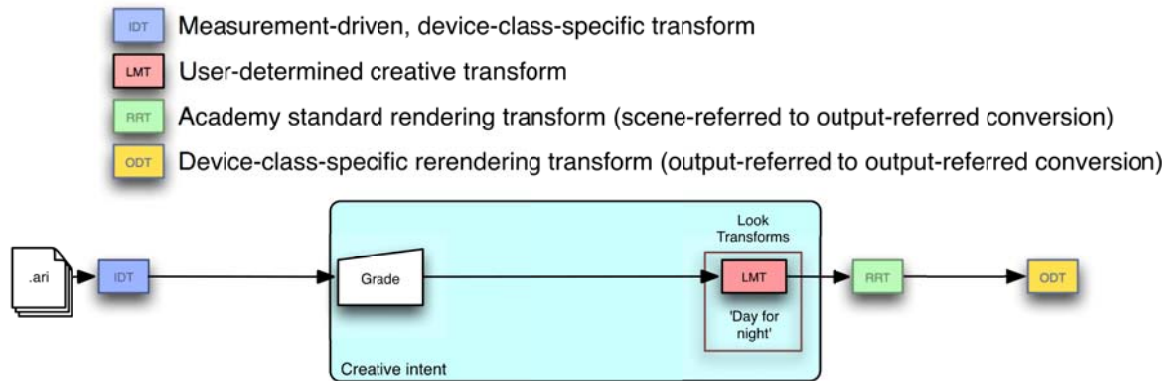 IDT Measurement-driven, device-class-specific transform
LMT User-determined creative transform
RRT Academy standard rendering transform (scene-referred to output-referred conversion)
ODT Device-class-specific rerendering transform (output-referred to output-referred conversion)
Look
Transforms
.ari IDT Grade LMT RRT ODT
'Day for
night'
Creative intent